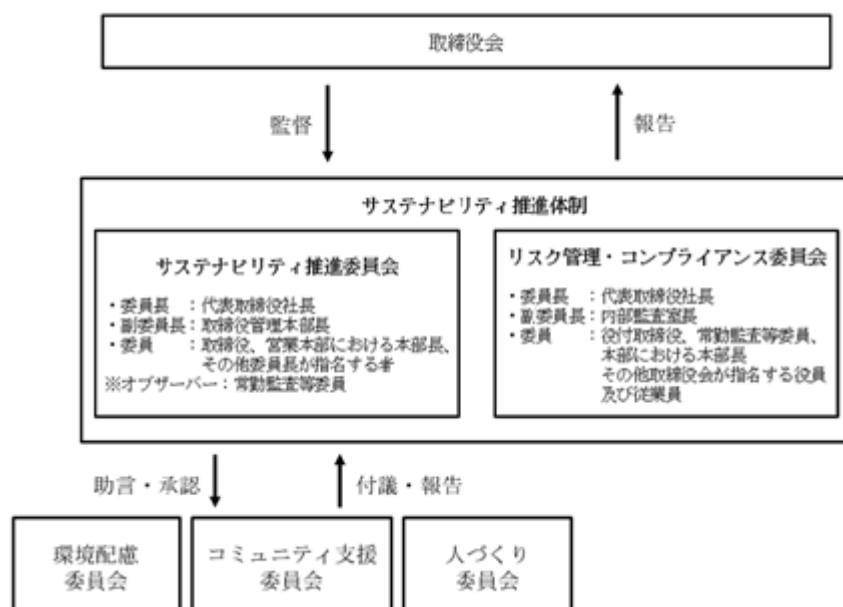 取締役会
監督
報告
サステナビリティ推進体制
サステナビリティ推進委員会
・委員長　：代表取締役社長
・副委員長：取締役管理本部長
・委員　　：取締役、営業本部における本部長、
その他委員長が指名する者
※オブザーバー：常勤監査等委員
リスク管理・コンプライアンス委員会
・委員長　：代表取締役社長
・副委員長：内部監査室長
・委員　　：役付取締役、常勤監査等委員、
本部における本部長
その他取締役会が指名する役員
及び従業員
助言・承認
付議・報告
環境配慮
委員会
コミュニティ支援
委員会
人づくり
委員会